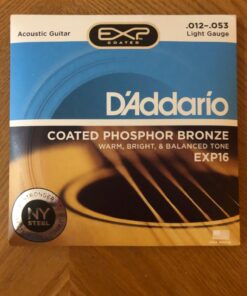 Acoustic Guitar
EXP
COATED
.012–.053
Light Gauge
D'Addario
COATED PHOSPHOR BRONZE
WARM, BRIGHT, & BALANCED TONE
EXP16
STRONGER
NY
STEEL